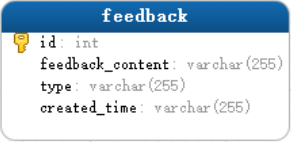 feedback
id: int
feedback_content: varchar(255)
type: varchar(255)
created_time: varchar(255)